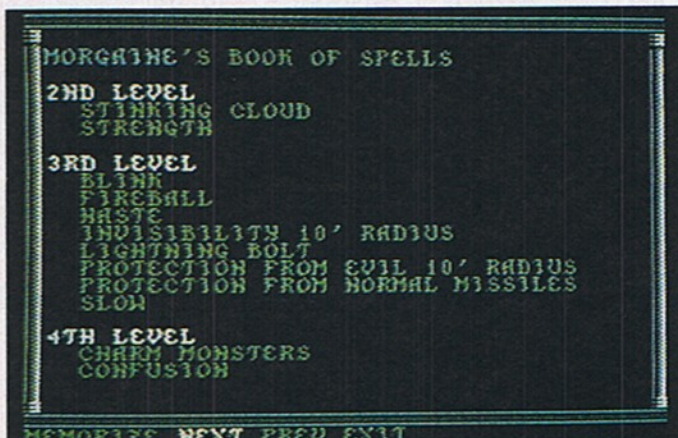 MORGAINE'S BOOK OF SPELLS
2ND LEVEL
STINKING CLOUD
STRENGTH
3RD LEVEL
BLINK
FIREBALL
HASTE
INVISIBILITY 10' RADIUS
LIGHTNING BOLT
PROTECTION FROM EVIL 10' RADIUS
PROTECTION FROM NORMAL MISSILES
SLOW
4TH LEVEL
CHARM MONSTERS
CONFUSION
MEMORIZE NEXT PREV EXIT